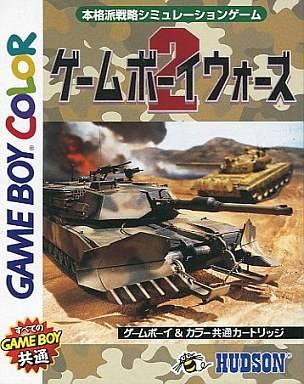 本格派戦略シミュレーションゲーム
ゲームボーイウォーズ
2
GAME BOY COLOR
すべての
GAME BOY
共通
ゲームボーイ&カラー共通カートリッジ
HUDSON